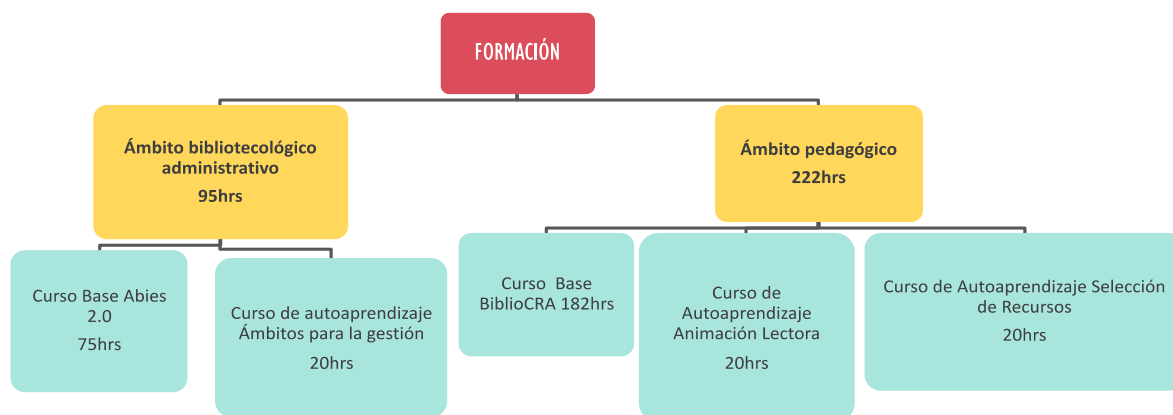 FORMACIÓN
Ámbito bibliotecológico
administrativo
95hrs
Ámbito pedagógico
222hrs
Curso Base Abies
2.0
75hrs
Curso de autoaprendizaje
Ámbitos para la gestión
20hrs
Curso Base
BiblioCRA 182hrs
Curso de
Autoaprendizaje
Animación Lectora
20hrs
Curso de Autoaprendizaje Selección
de Recursos
20hrs